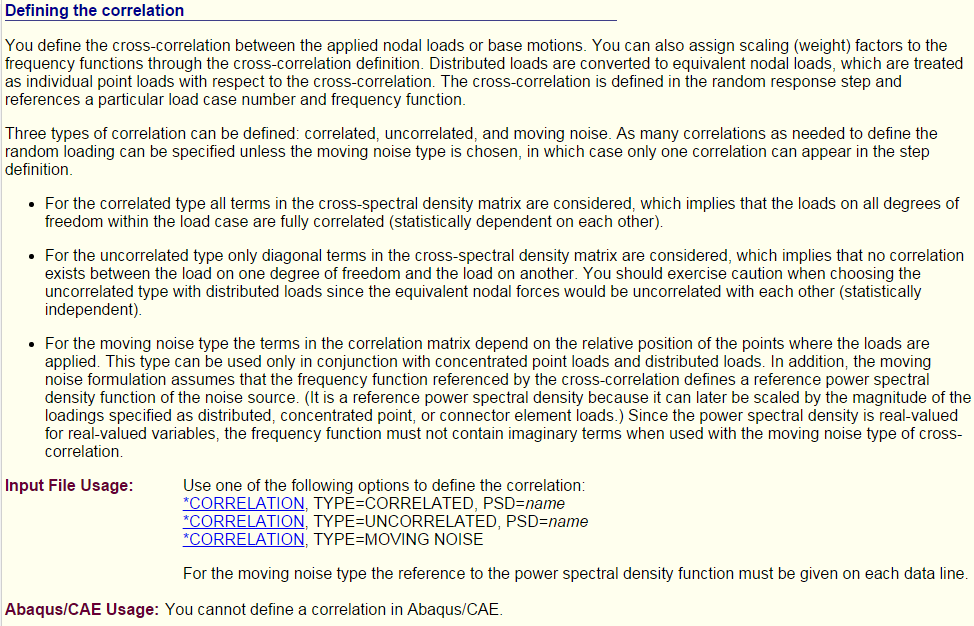 Defining the correlation
You define the cross-correlation between the applied nodal loads or base motions. You can also assign scaling (weight) factors to the
frequency functions through the cross-correlation definition. Distributed loads are converted to equivalent nodal loads, which are treated
as individual point loads with respect to the cross-correlation. The cross-correlation is defined in the random response step and
references a particular load case number and frequency function.
Three types of correlation can be defined: correlated, uncorrelated, and moving noise. As many correlations as needed to define the
random loading can be specified unless the moving noise type is chosen, in which case only one correlation can appear in the step
definition.
• For the correlated type all terms in the cross-spectral density matrix are considered, which implies that the loads on all degrees of
freedom within the load case are fully correlated (statistically dependent on each other).
• For the uncorrelated type only diagonal terms in the cross-spectral density matrix are considered, which implies that no correlation
exists between the load on one degree of freedom and the load on another. You should exercise caution when choosing the
uncorrelated type with distributed loads since the equivalent nodal forces would be uncorrelated with each other (statistically
independent).
• For the moving noise type the terms in the correlation matrix depend on the relative position of the points where the loads are
applied. This type can be used only in conjunction with concentrated point loads and distributed loads. In addition, the moving
noise formulation assumes that the frequency function referenced by the cross-correlation defines a reference power spectral
density function of the noise source. (It is a reference power spectral density because it can later be scaled by the magnitude of the
loadings specified as distributed, concentrated point, or connector element loads.) Since the power spectral density is real-valued
for real-valued variables, the frequency function must not contain imaginary terms when used with the moving noise type of cross-
correlation.
Input File Usage: Use one of the following options to define the correlation:
*CORRELATION, TYPE=CORRELATED, PSD=name
*CORRELATION, TYPE=UNCORRELATED, PSD=name
*CORRELATION, TYPE=MOVING NOISE
For the moving noise type the reference to the power spectral density function must be given on each data line.
Abaqus/CAE Usage: You cannot define a correlation in Abaqus/CAE.